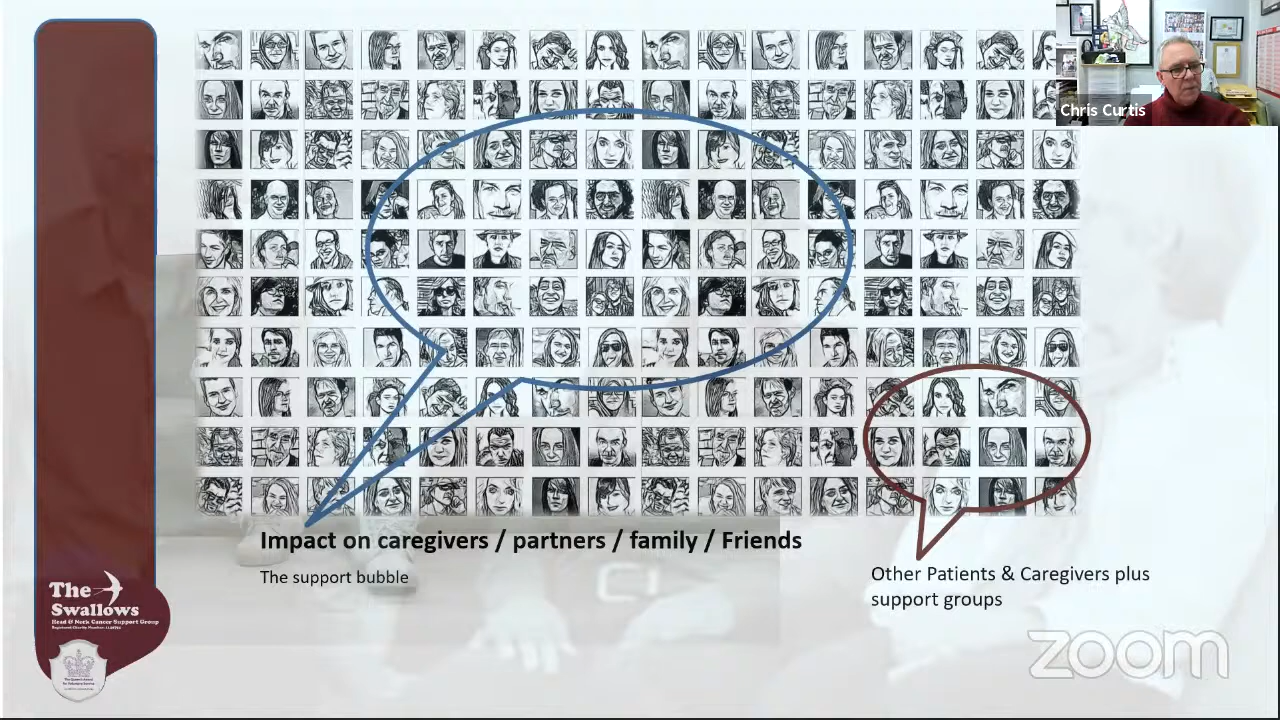 Chris Curtis
Impact on caregivers / partners / family / Friends
The support bubble
Other Patients & Caregivers plus
support groups
The
Swallows
Head & Neck Cancer Support Group
zoom